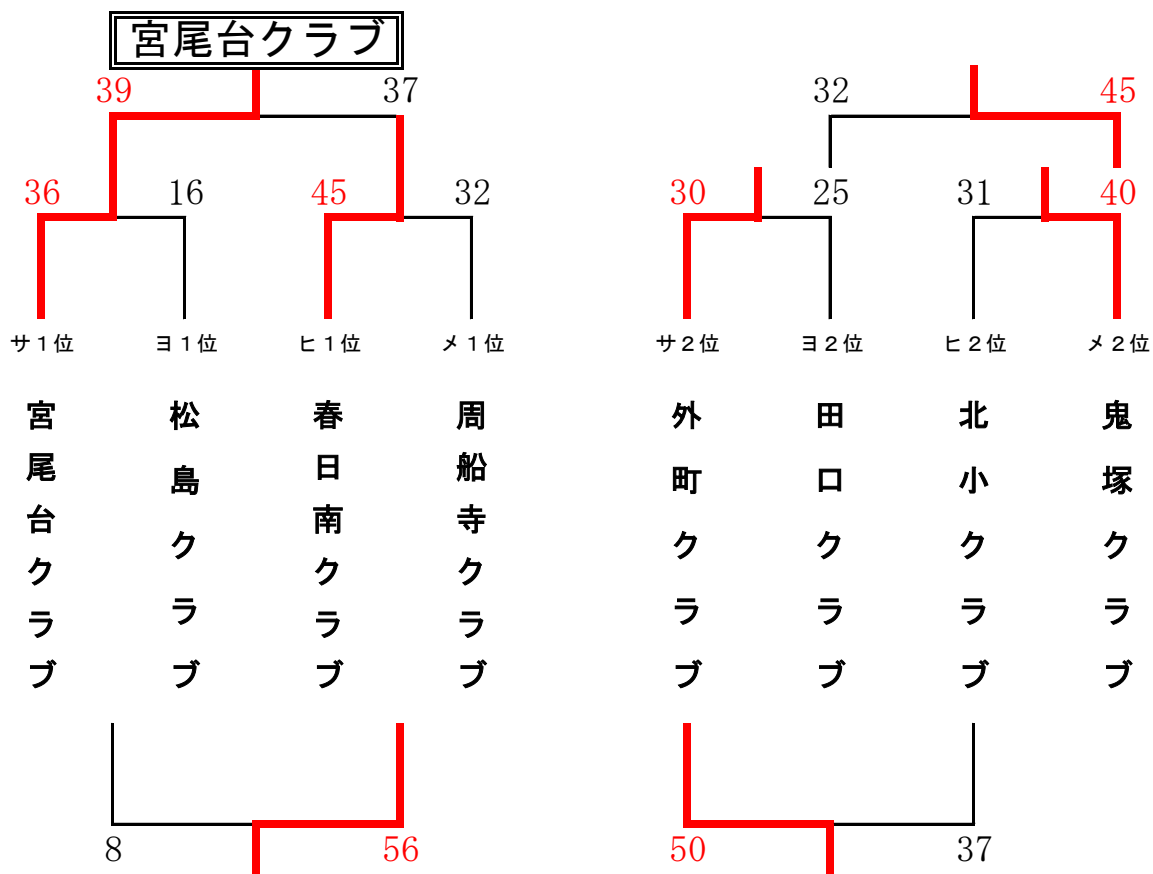 宮尾台クラブ
39 37 32 45
36 16 45 32 30 25 31 40
サ1位 ヨ1位 ヒ1位 メ1位 サ2位 ヨ2位 ヒ2位 メ2位
宮尾台クラブ
松島クラブ
春日南クラブ
周船寺クラブ
外町クラブ
田口クラブ
北小クラブ
鬼塚クラブ
8 56 50 37